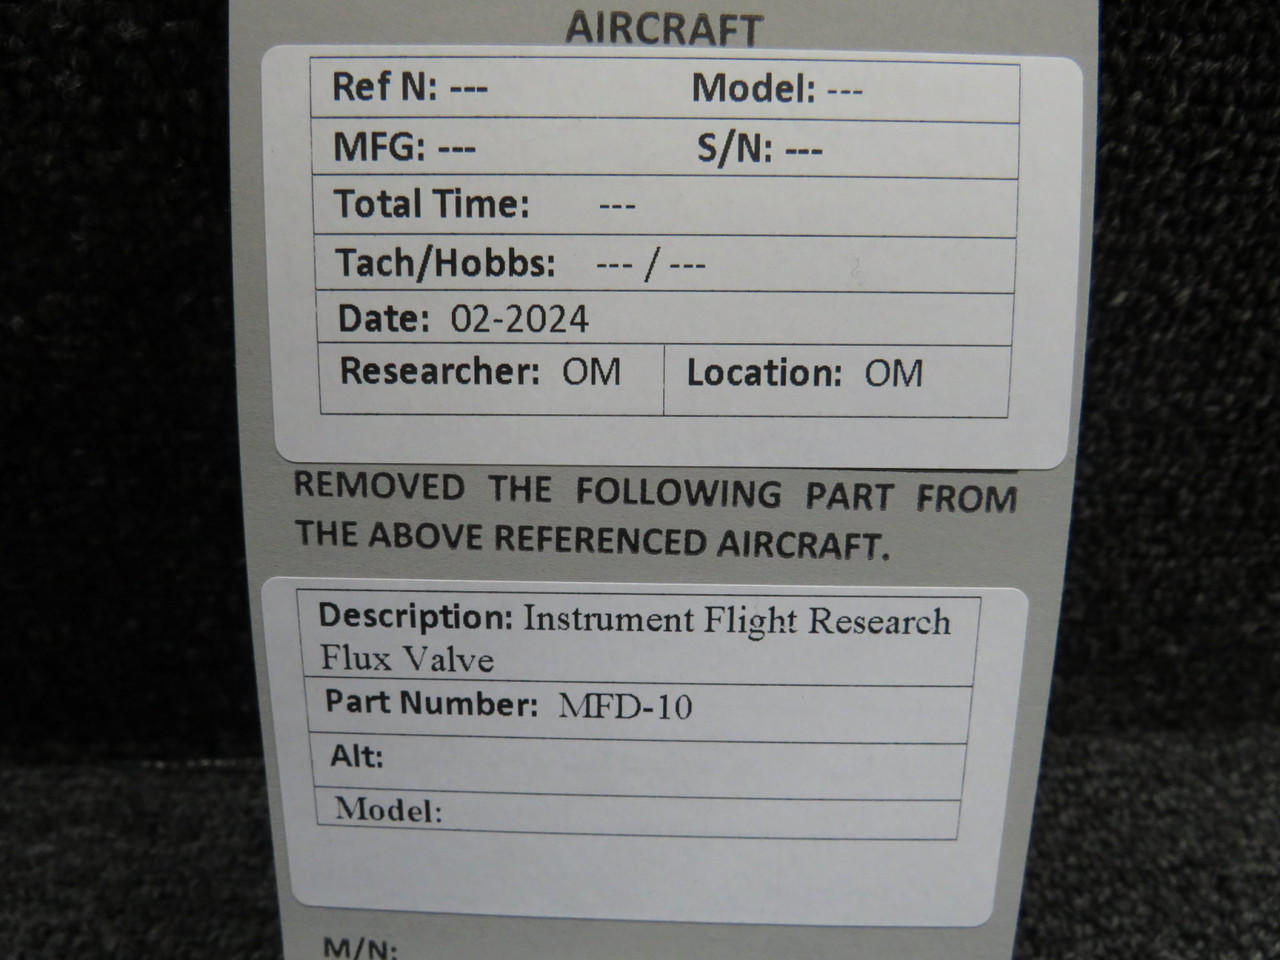 AIRCRAFT
Ref N: --- Model: ---
MFG: --- S/N: ---
Total Time: ---
Tach/Hobbs: --- / ---
Date: 02-2024
Researcher: OM Location: OM
REMOVED THE FOLLOWING PART FROM
THE ABOVE REFERENCED AIRCRAFT.
Description: Instrument Flight Research
Flux Valve
Part Number: MFD-10
Alt:
Model:
M/N: